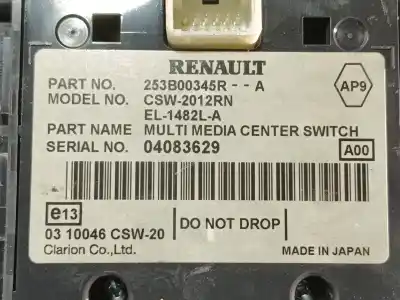 RENAULT
PART NO. 253B00345R - - A
AP9
MODEL NO. CSW-2012RN
EL-1482L-A
PART NAME MULTI MEDIA CENTER SWITCH
SERIAL NO. 04083629
A00
e13
DO NOT DROP
03 10046 CSW-20
Clarion Co.,Ltd.
MADE IN JAPAN